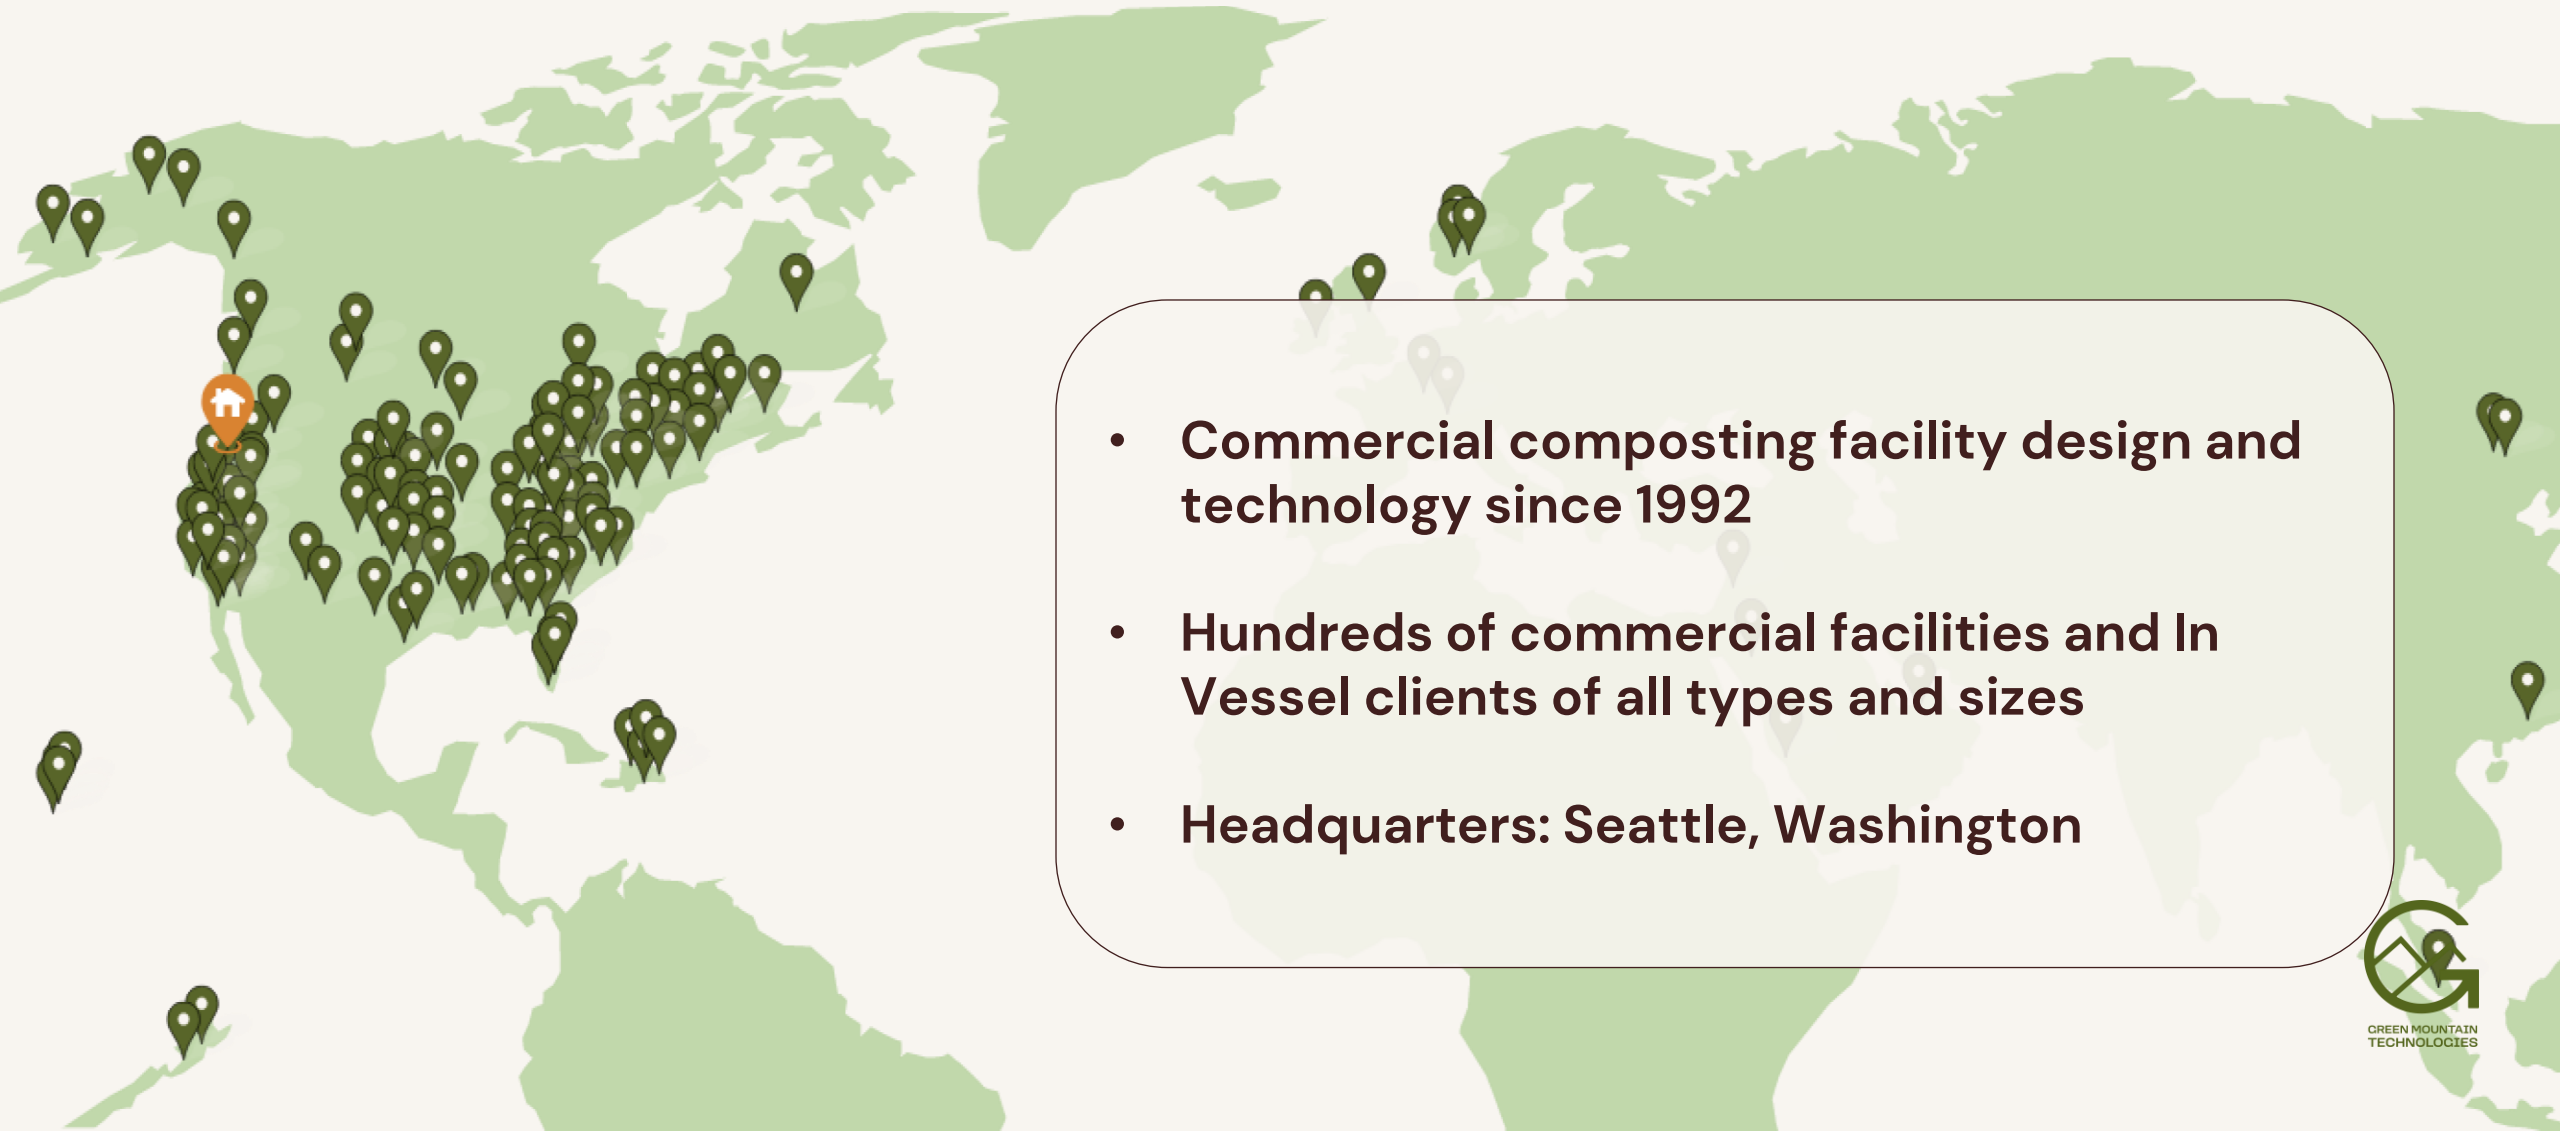 • Commercial composting facility design and
technology since 1992
• Hundreds of commercial facilities and In
Vessel clients of all types and sizes
• Headquarters: Seattle, Washington
GREEN MOUNTAIN
TECHNOLOGIES